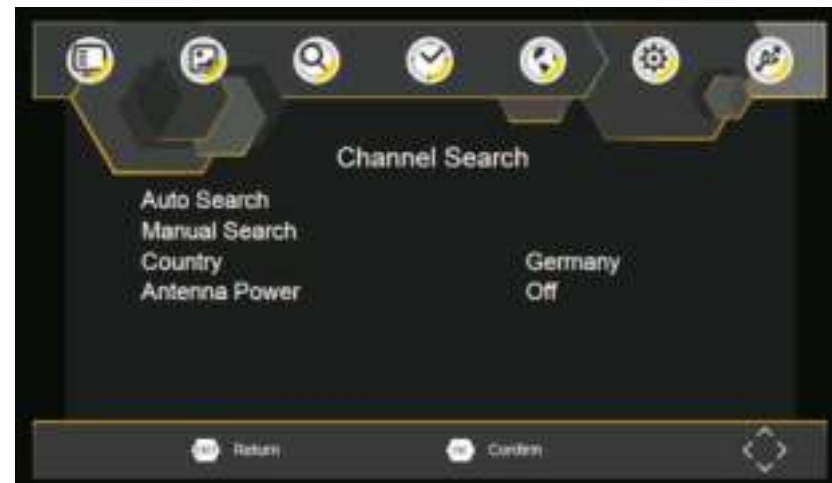 Channel Search
Auto Search
Manual Search
Country Germany
Antenna Power Off
Return Confirm